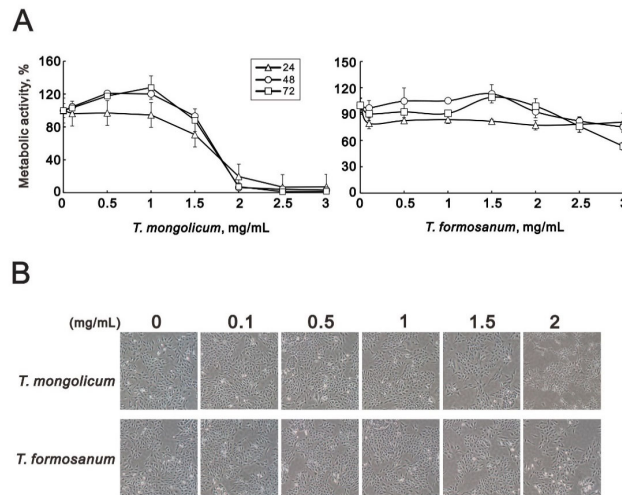 A
Metabolic activity, %
160
120
80
40
0
0 0.5 1 1.5 2 2.5 3
T. mongolicum, mg/mL
24
48
72
150
120
90
60
30
0
0 0.5 1 1.5 2 2.5 3
T. formosanum, mg/mL
B
(mg/mL) 0 0.1 0.5 1 1.5 2
T. mongolicum
T. formosanum